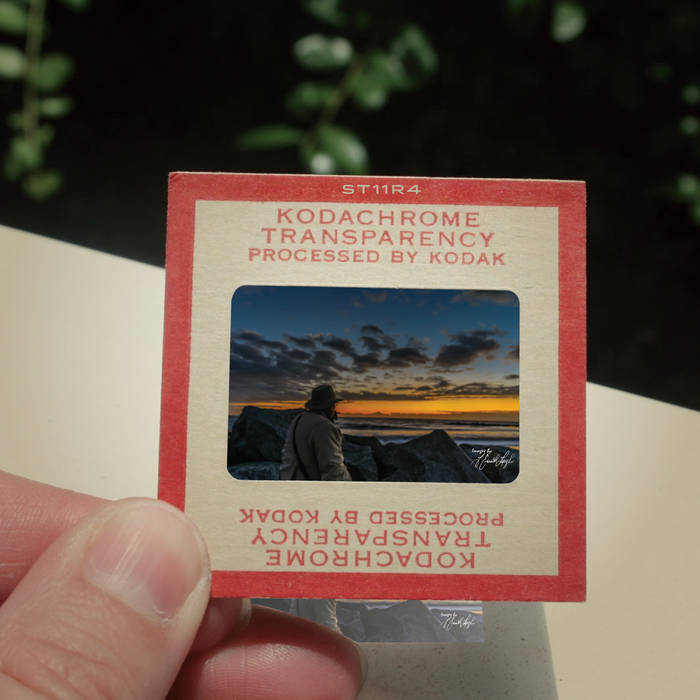 ST11R4
KODACHROME
TRANSPARENCY
PROCESSED BY KODAK
PROCESSED BY KODAK
TRANSPARENCY
KODACHROME